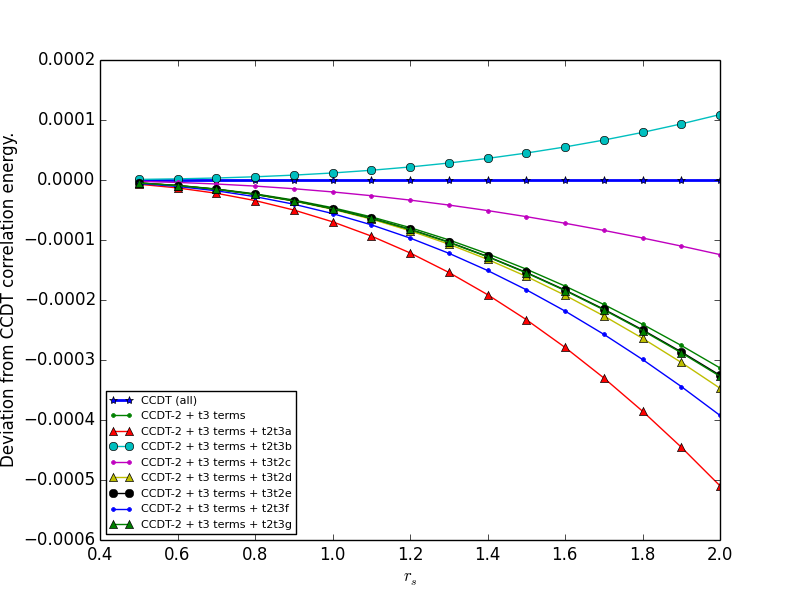 0.0002
0.0001
0.0000
−0.0001
−0.0002
−0.0003
−0.0004
−0.0005
−0.0006
Deviation from CCDT correlation energy.
CCDT (all)
CCDT-2 + t3 terms
CCDT-2 + t3 terms + t2t3a
CCDT-2 + t3 terms + t2t3b
CCDT-2 + t3 terms + t3t2c
CCDT-2 + t3 terms + t3t2d
CCDT-2 + t3 terms + t3t2e
CCDT-2 + t3 terms + t2t3f
CCDT-2 + t3 terms + t2t3g
0.4 0.6 0.8 1.0 1.2 1.4 1.6 1.8 2.0
r_s